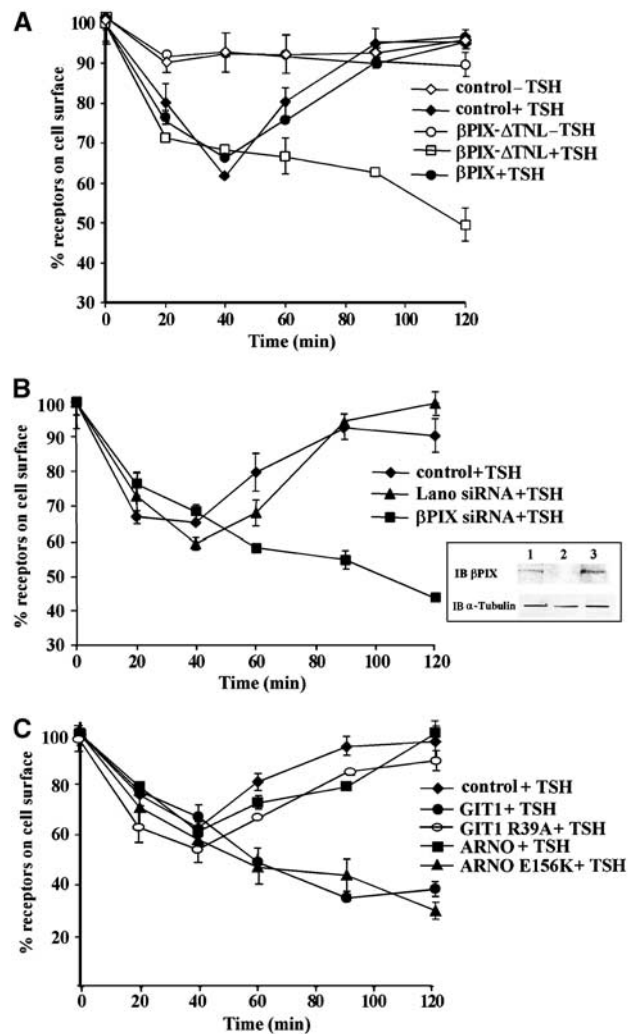 A
% receptors on cell surface
100
90
80
70
60
50
40
30
0
20
40
60
80
100
120
Time (min)
control – TSH
control + TSH
βPIX-ΔTNL–TSH
βPIX-ΔTNL+TSH
βPIX+TSH
B
% receptors on cell surface
100
90
80
70
60
50
40
30
0
20
40
60
80
100
120
Time (min)
control+TSH
Lano siRNA+TSH
βPIX siRNA+TSH
1 2 3
IB βPIX
IB α-Tubulin
C
% receptors on cell surface
100
80
60
40
20
0
20
40
60
80
100
120
Time (min)
control + TSH
GIT1+ TSH
GIT1 R39A+ TSH
ARNO + TSH
ARNO E156K+ TSH